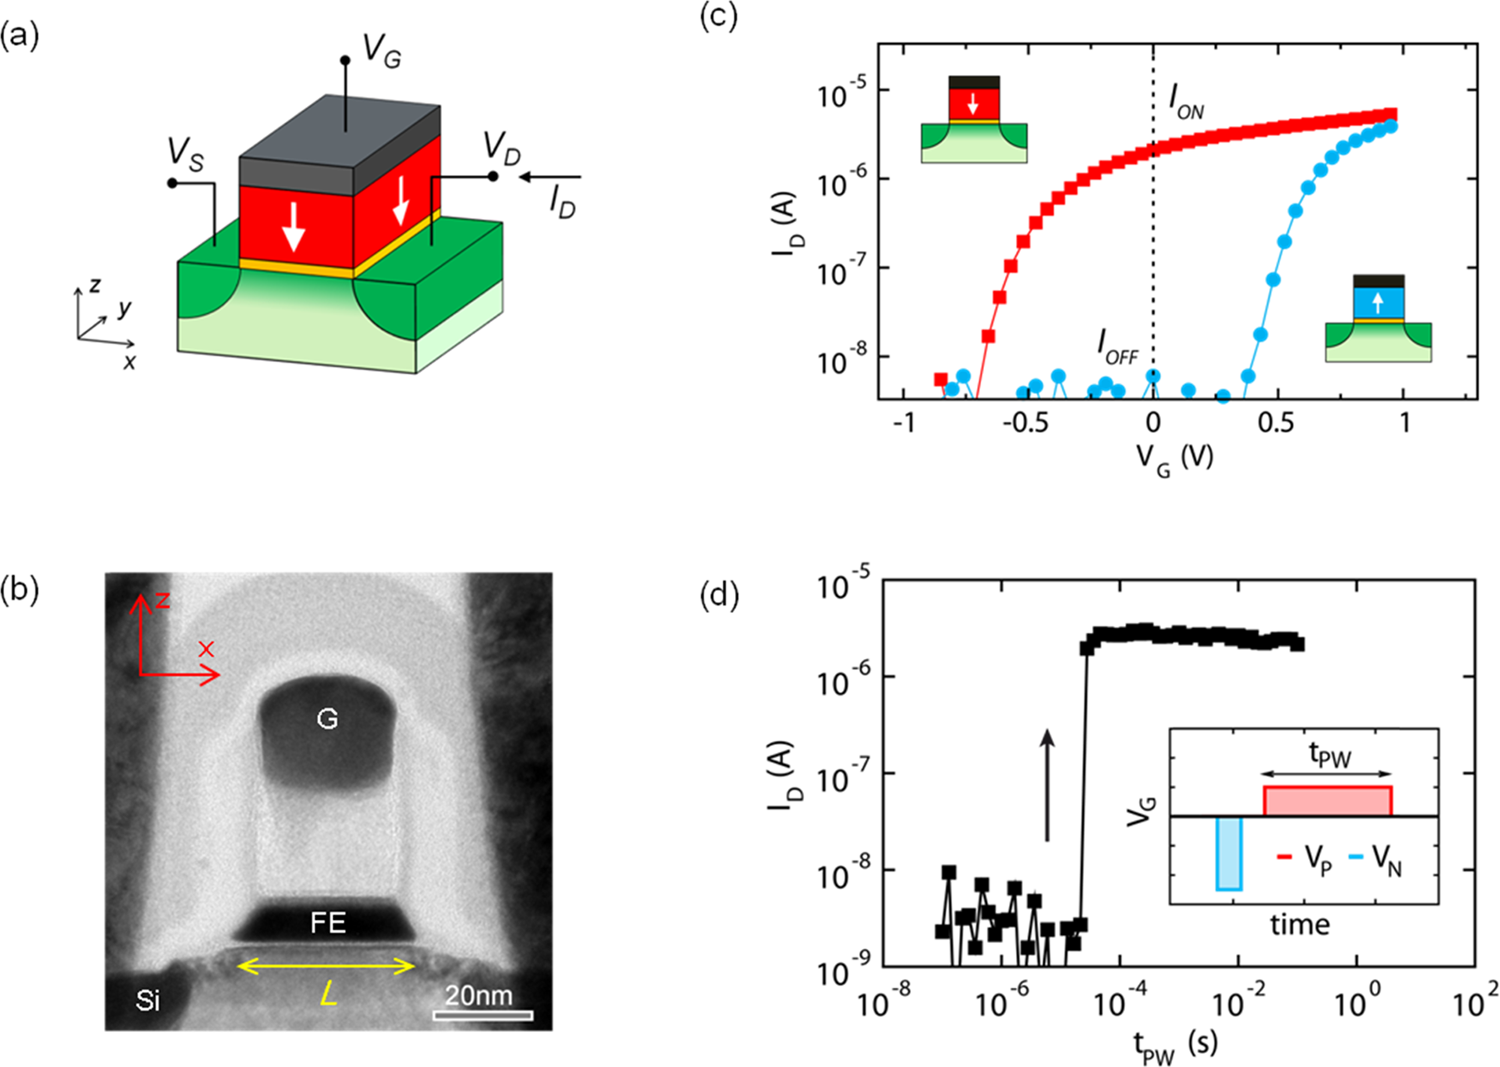 (a)
V_G
V_S
V_D
I_D
z
y
x
(b)
z
x
G
FE
L
Si
20nm
(c)
I_D (A)
10^-5
10^-6
10^-7
10^-8
I_ON
I_OFF
-1 -0.5 0 0.5 1
V_G (V)
(d)
I_D (A)
10^-5
10^-6
10^-7
10^-8
10^-9
t_PW
V_G
V_P V_N
time
10^-8 10^-6 10^-4 10^-2 10^0 10^2
t_PW (s)